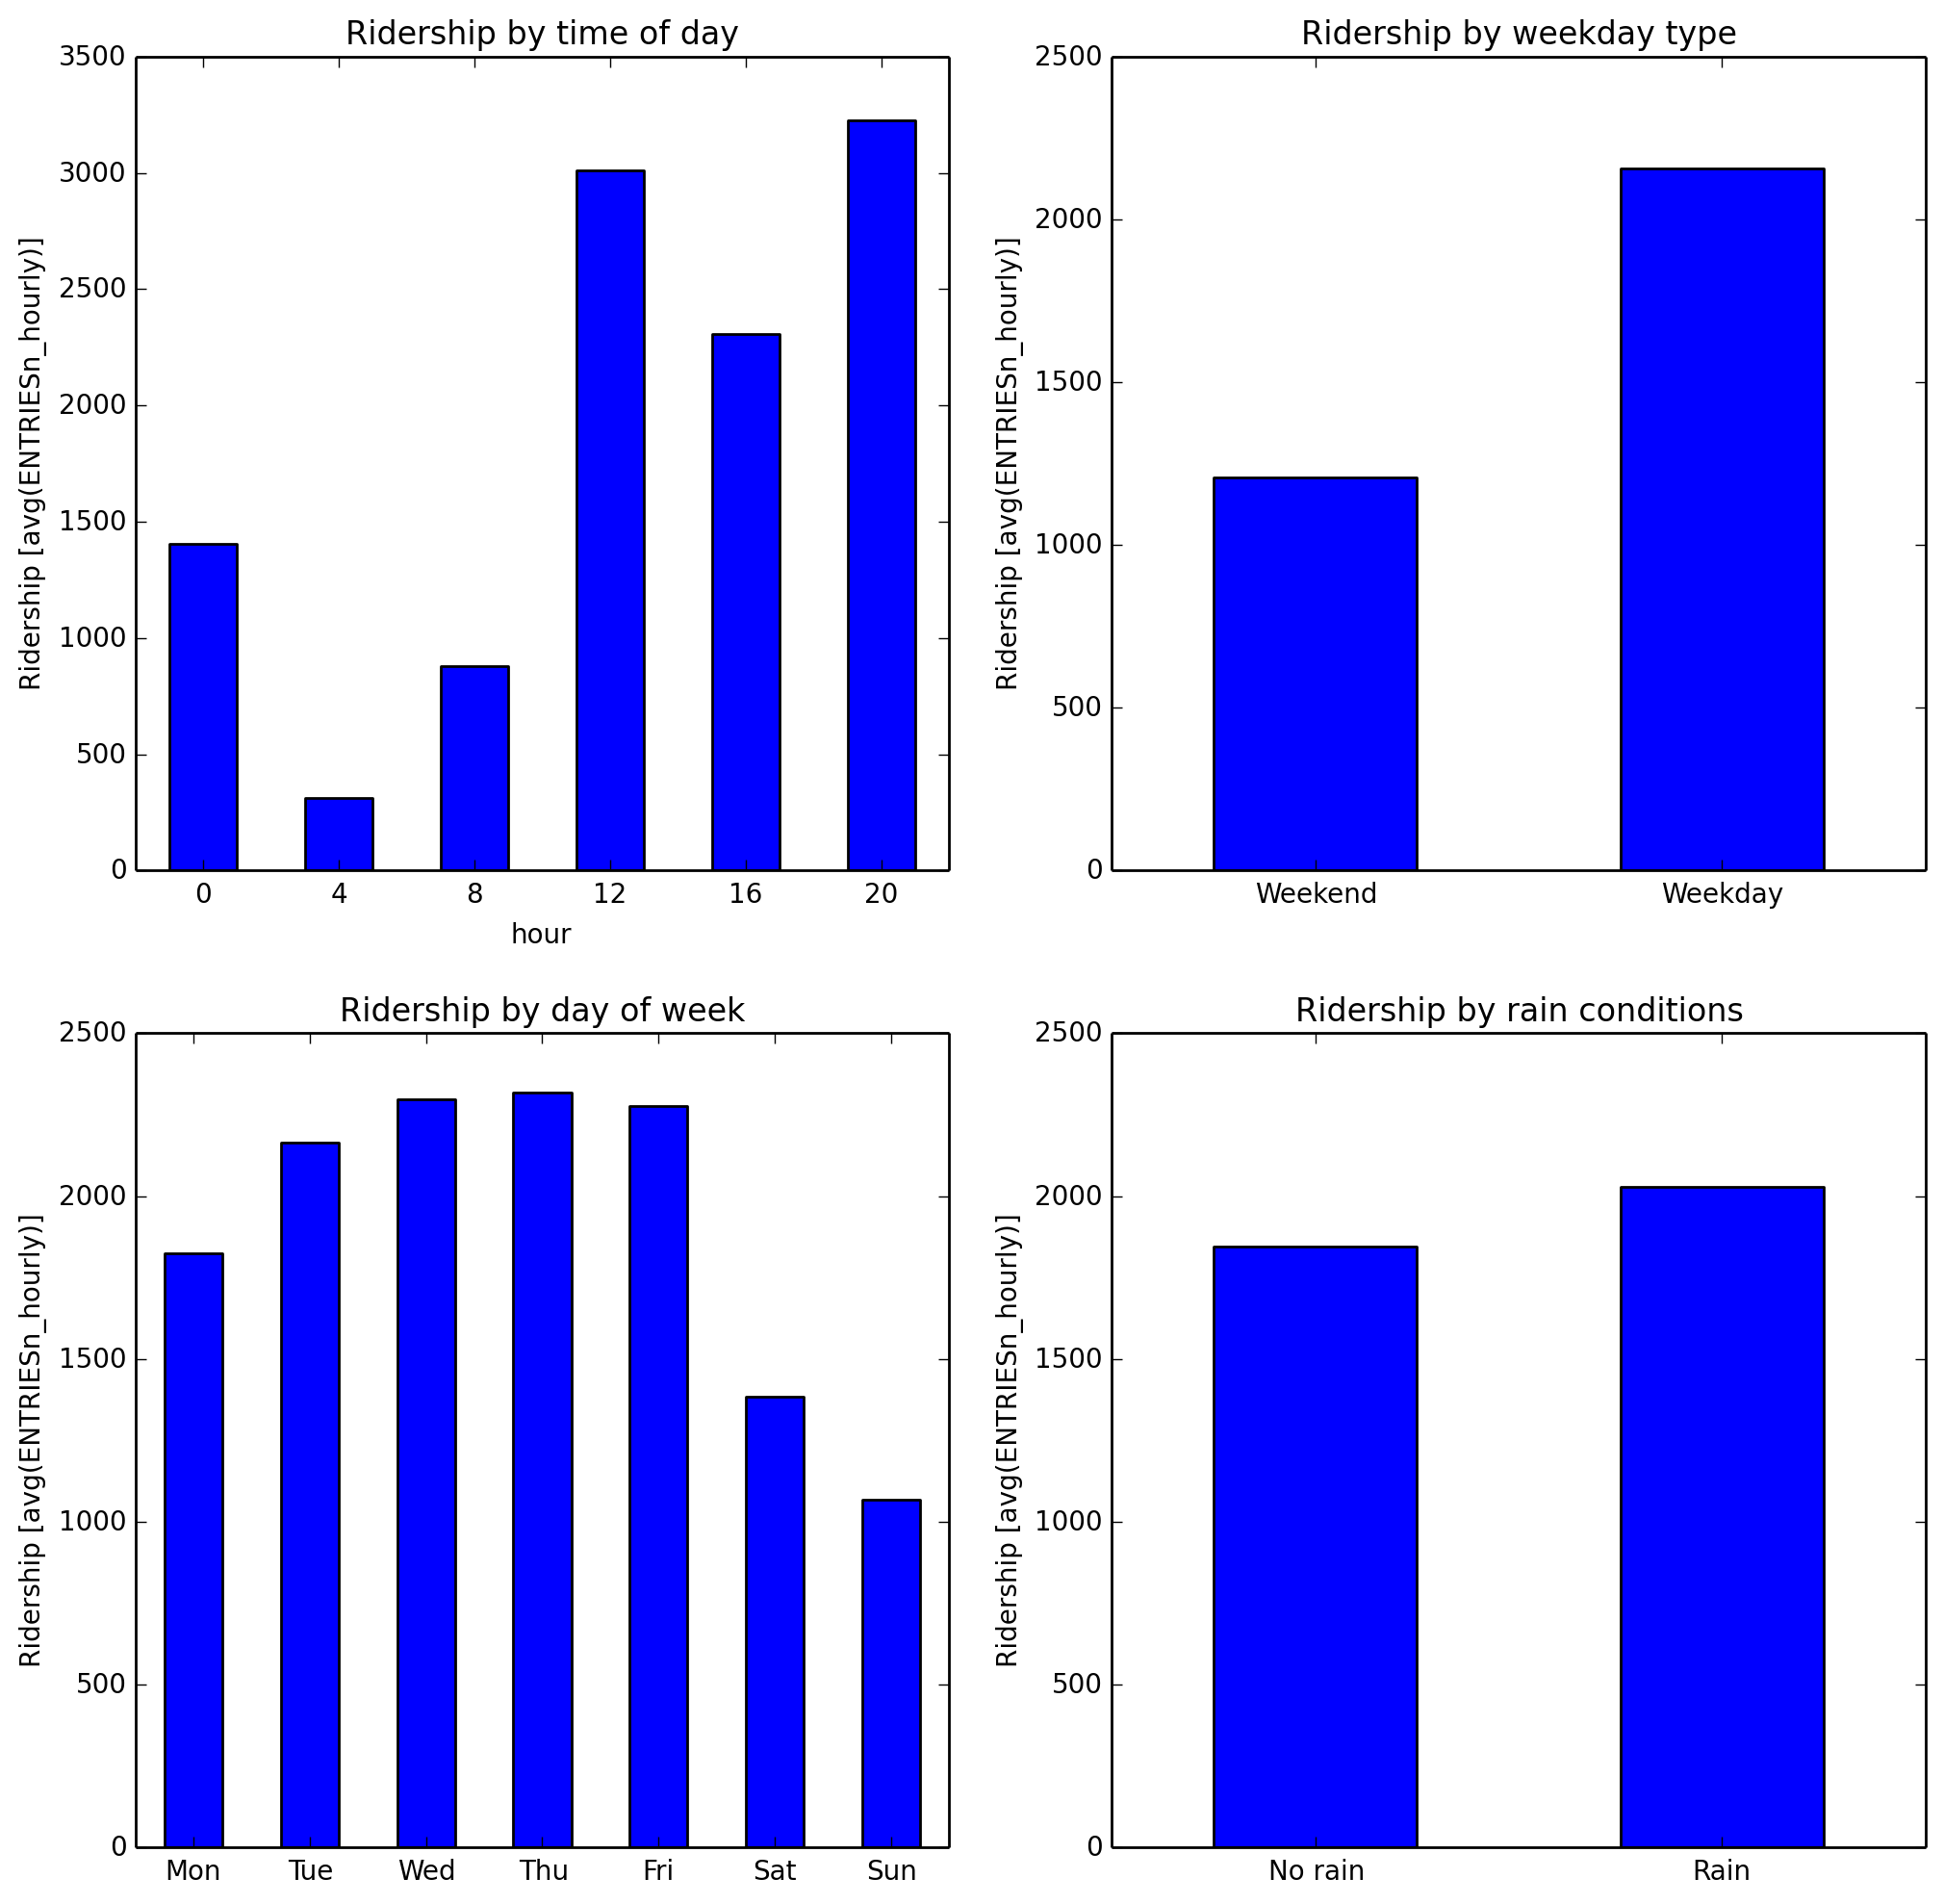 Ridership by time of day
3500
3000
2500
2000
1500
1000
500
0
Ridership [avg(ENTRIESn_hourly)]
0 4 8 12 16 20
hour
Ridership by weekday type
2500
2000
1500
1000
500
0
Ridership [avg(ENTRIESn_hourly)]
Weekend Weekday
Ridership by day of week
2500
2000
1500
1000
500
0
Ridership [avg(ENTRIESn_hourly)]
Mon Tue Wed Thu Fri Sat Sun
Ridership by rain conditions
2500
2000
1500
1000
500
0
Ridership [avg(ENTRIESn_hourly)]
No rain Rain